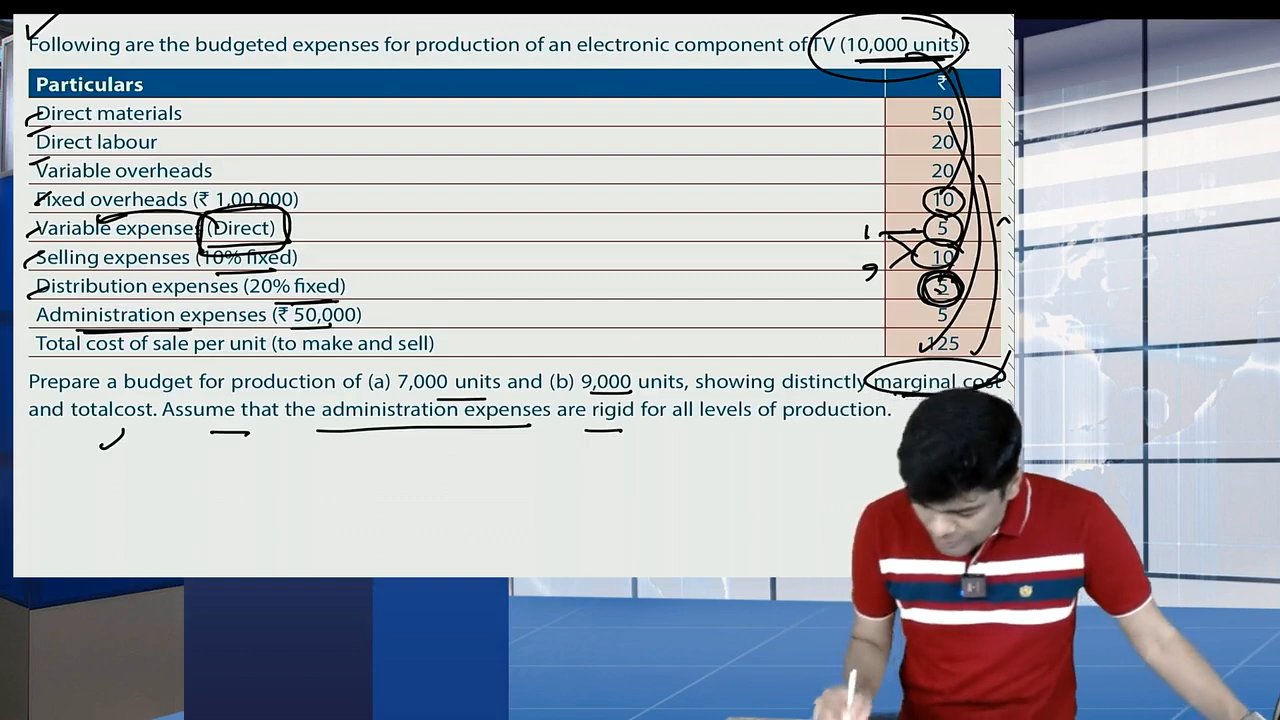 Following are the budgeted expenses for production of an electronic component of TV (10,000 units):
Particulars ₹
Direct materials 50
Direct labour 20
Variable overheads 20
Fixed overheads (₹ 1,00,000) 10
Variable expenses (Direct) 5
Selling expenses (10% fixed) 10
Distribution expenses (20% fixed) 5
Administration expenses (₹ 50,000) 5
Total cost of sale per unit (to make and sell) 125
Prepare a budget for production of (a) 7,000 units and (b) 9,000 units, showing distinctly marginal cost
and totalcost. Assume that the administration expenses are rigid for all levels of production.
1
9